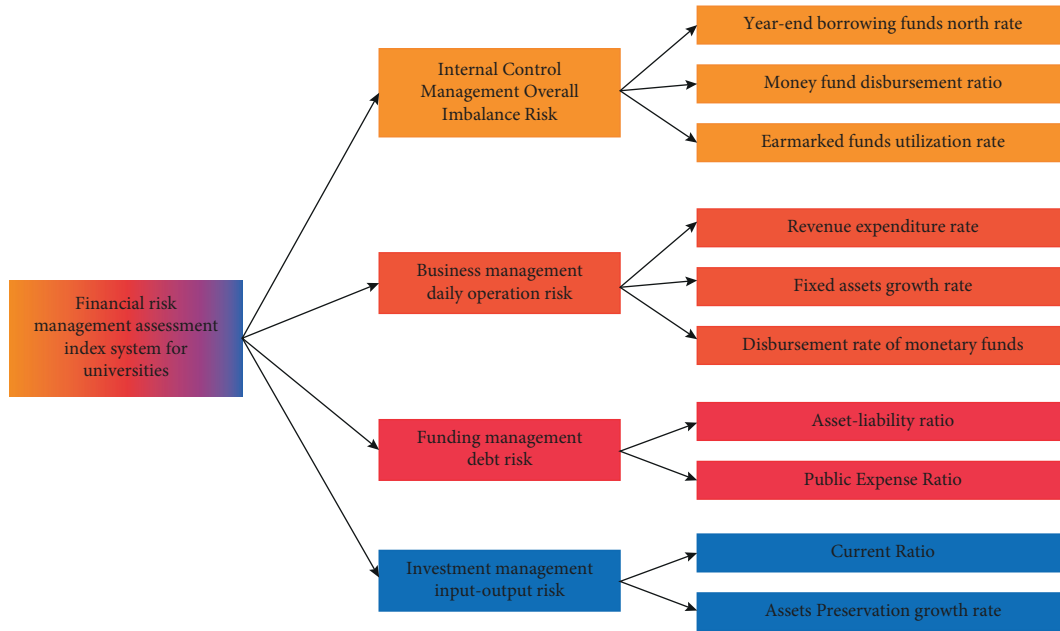 Financial risk
management assessment
index system for
universities
Internal Control
Management Overall
Imbalance Risk
Year-end borrowing funds north rate
Money fund disbursement ratio
Earmarked funds utilization rate
Business management
daily operation risk
Revenue expenditure rate
Fixed assets growth rate
Disbursement rate of monetary funds
Funding management
debt risk
Asset-liability ratio
Public Expense Ratio
Investment management
input-output risk
Current Ratio
Assets Preservation growth rate